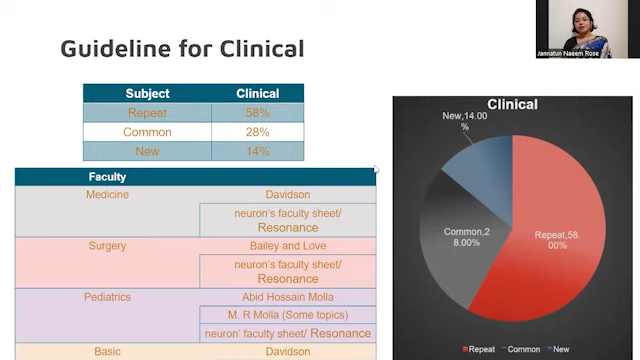 Guideline for Clinical
Jannatun Naeem Rose
Subject Clinical
Repeat 58%
Common 28%
New 14%
Faculty
Medicine Davidson
neuron's faculty sheet/
Resonance
Surgery Bailey and Love
neuron's faculty sheet/
Resonance
Pediatrics Abid Hossain Molla
M. R Molla (Some topics)
neuron' faculty sheet/ Resonance
Basic Davidson
Clinical
New,14.00
%
Common,2
8.00%
Repeat,58.
00%
Repeat Common New